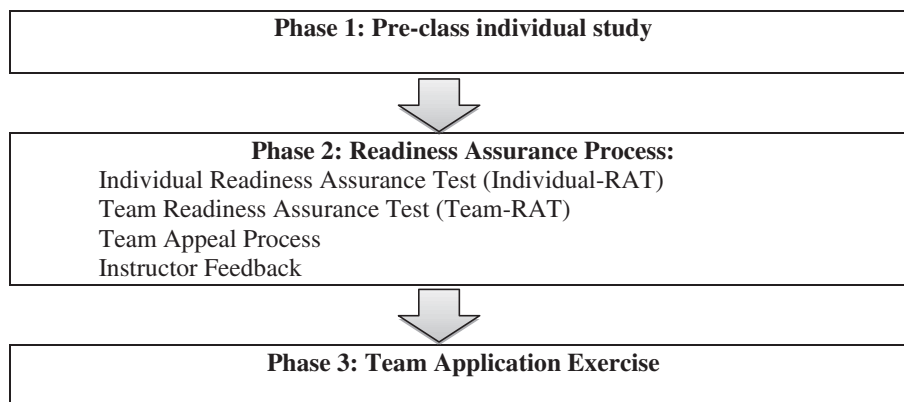 Phase 1: Pre-class individual study
Phase 2: Readiness Assurance Process:
Individual Readiness Assurance Test (Individual-RAT)
Team Readiness Assurance Test (Team-RAT)
Team Appeal Process
Instructor Feedback
Phase 3: Team Application Exercise